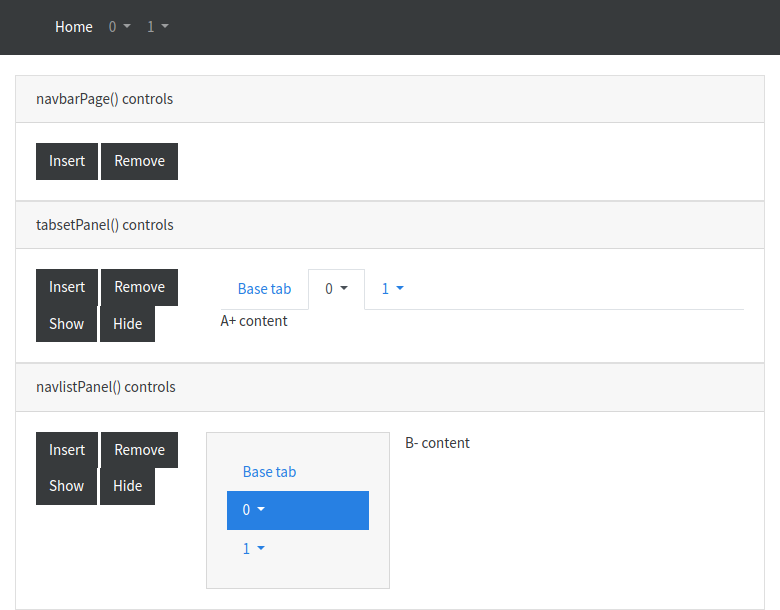 Home 0 1
navbarPage() controls
Insert Remove
tabsetPanel() controls
Insert Remove Base tab 0 1
Show Hide A+ content
navlistPanel() controls
Insert Remove B- content
Base tab
Show Hide
0
1